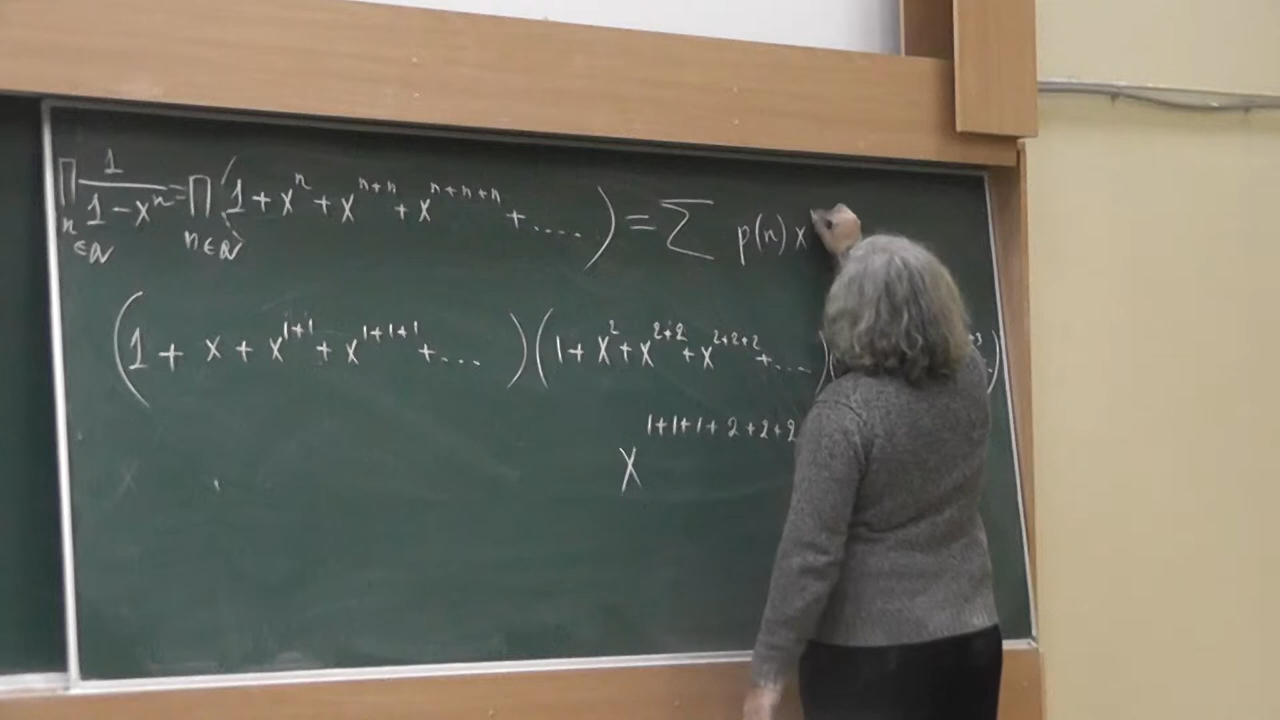 ∏_{n∈a} 1/(1-x^n) = ∏_{n∈a} (1 + x^n + x^{n+n} + x^{n+n+n} + ....) = ∑ p(n) x
(1 + x + x^{1+1} + x^{1+1+1} + ...)(1 + x^2 + x^{2+2} + x^{2+2+2} + ...)(
x^{1+1+1+2+2+2